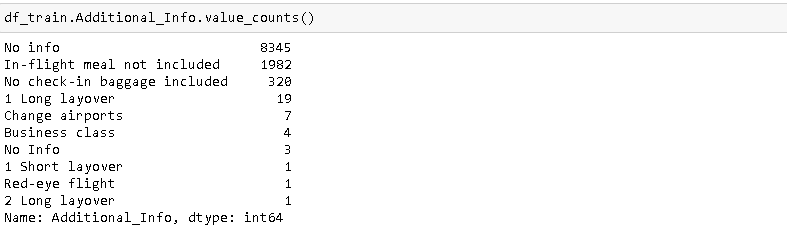 df_train.Additional_Info.value_counts()
No info 8345
In-flight meal not included 1982
No check-in baggage included 320
1 Long layover 19
Change airports 7
Business class 4
No Info 3
1 Short layover 1
Red-eye flight 1
2 Long layover 1
Name: Additional_Info, dtype: int64